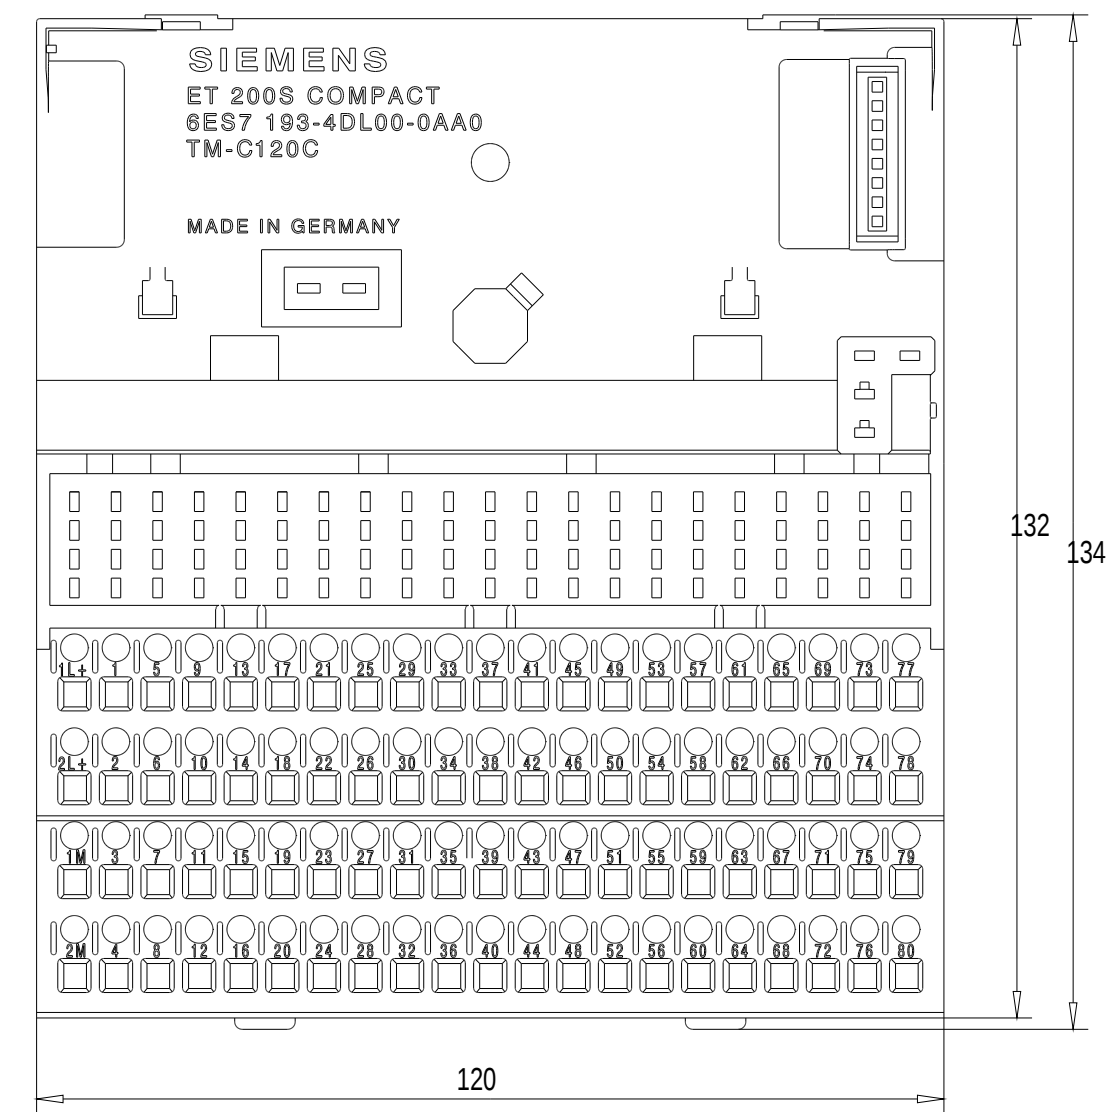 SIEMENS
ET 200S COMPACT
6ES7 193-4DL00-0AA0
TM-C120C
MADE IN GERMANY
132
134
1L+ 1 5 9 13 17 21 25 29 33 37 41 45 49 53 57 61 65 69 73 77
2L+ 2 6 10 14 18 22 26 30 34 38 42 46 50 54 58 62 66 70 74 78
1M 3 7 11 15 19 23 27 31 35 39 43 47 51 55 59 63 67 71 75 79
2M 4 8 12 16 20 24 28 32 36 40 44 48 52 56 60 64 68 72 76 80
120